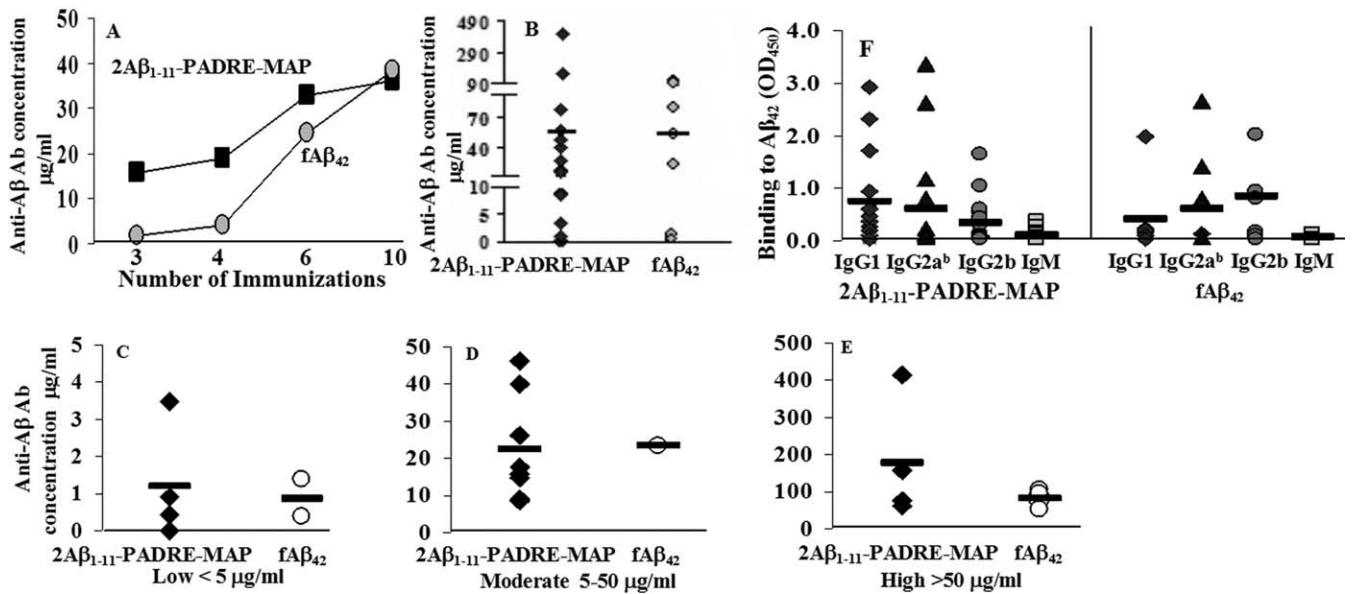 A
Anti-Aβ Ab concentration
μg/ml
50
40
30
20
10
0
2Aβ1-11-PADRE-MAP
fAβ42
3 4 6 10
Number of Immunizations
B
Anti-Aβ Ab concentration
μg/ml
490
290
90
70
40
10
5
0
2Aβ1-11-PADRE-MAP fAβ42
F
Binding to Aβ42 (OD450)
4.0
3.0
2.0
1.0
0.0
IgG1 IgG2aᵇ IgG2b IgM IgG1 IgG2aᵇ IgG2b IgM
2Aβ1-11-PADRE-MAP fAβ42
C
Anti-Aβ Ab
concentration μg/ml
5
4
3
2
1
0
2Aβ1-11-PADRE-MAP fAβ42
Low < 5 μg/ml
D
50
40
30
20
10
0
2Aβ1-11-PADRE-MAP fAβ42
Moderate 5-50 μg/ml
E
500
400
300
200
100
0
2Aβ1-11-PADRE-MAP fAβ42
High >50 μg/ml